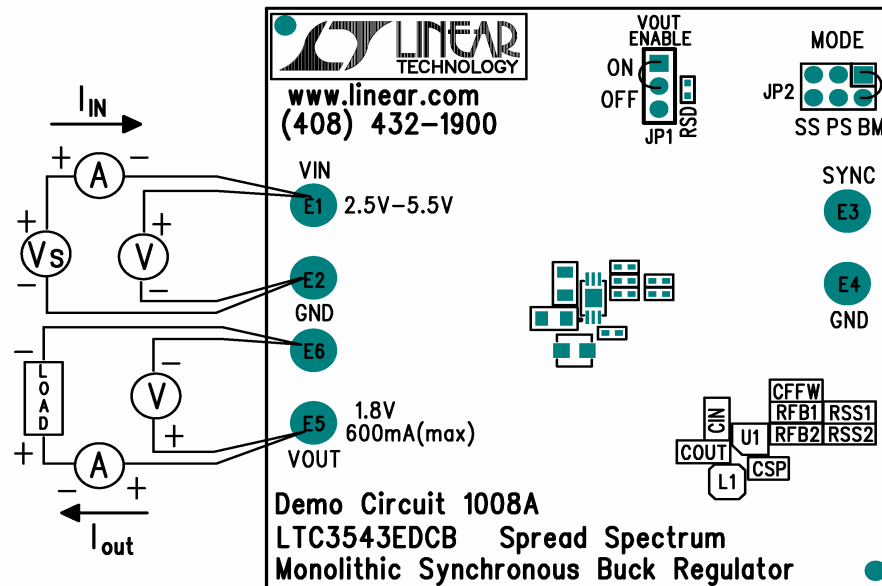 LINEAR
TECHNOLOGY
www.linear.com
(408) 432-1900
VOUT
ENABLE
ON
OFF
JP1
RSD
MODE
JP2
SS PS BM
IIN
+ A -
+ Vs -
+ V -
VIN
E1 2.5V-5.5V
E2
GND
E6
E5
1.8V
600mA(max)
VOUT
- LOAD +
- V +
- A +
Iout
SYNC
E3
E4
GND
CFFW
RFB1 RSS1
RFB2 RSS2
CIN
U1
COUT
CSP
L1
Demo Circuit 1008A
LTC3543EDCB Spread Spectrum
Monolithic Synchronous Buck Regulator